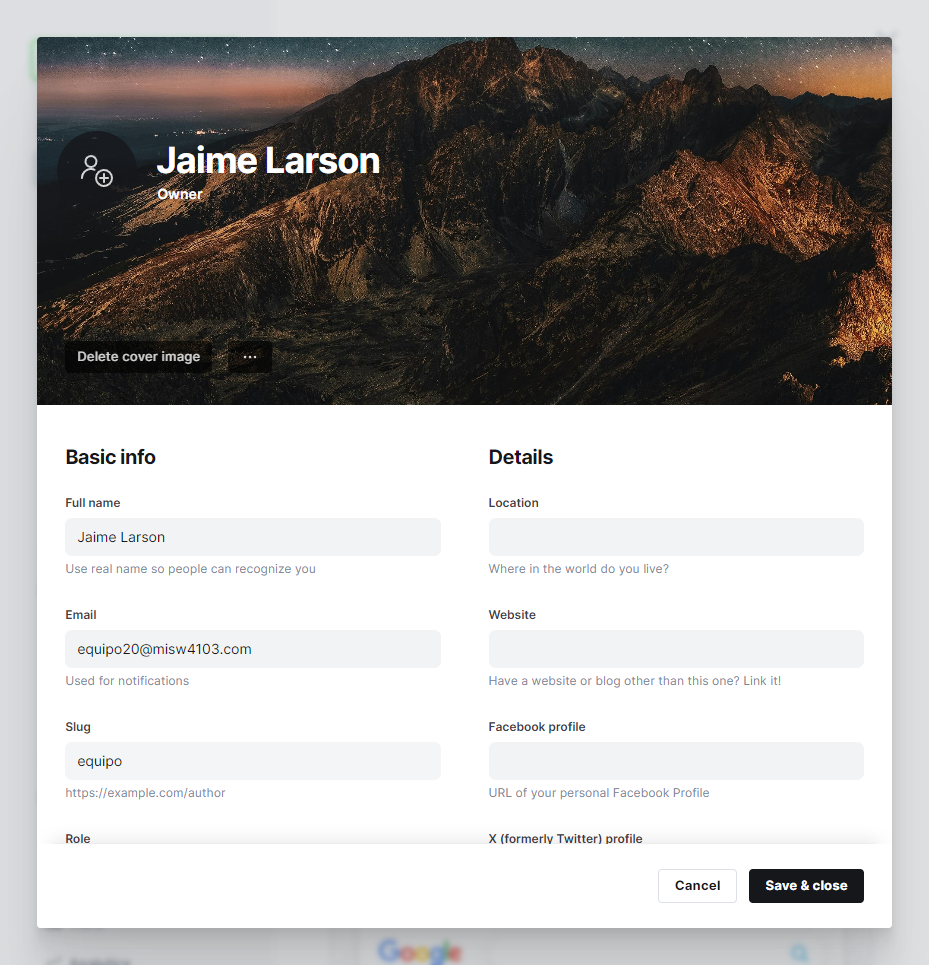 Jaime Larson
Owner
Delete cover image
Basic info
Full name
Jaime Larson
Use real name so people can recognize you
Email
equipo20@misw4103.com
Used for notifications
Slug
equipo
https://example.com/author
Role
Details
Location
Where in the world do you live?
Website
Have a website or blog other than this one? Link it!
Facebook profile
URL of your personal Facebook Profile
X (formerly Twitter) profile
Cancel
Save & close
Analytics
Google